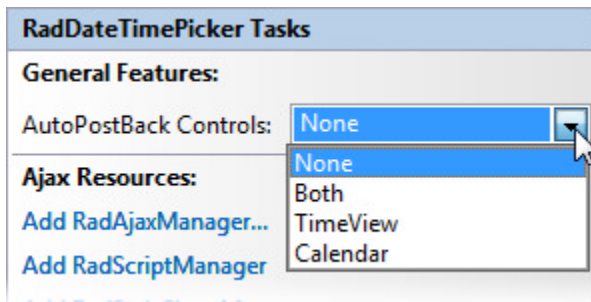 RadDateTimePicker Tasks
General Features:
AutoPostBack Controls: None
None
Both
TimeView
Calendar
Ajax Resources:
Add RadAjaxManager...
Add RadScriptManager